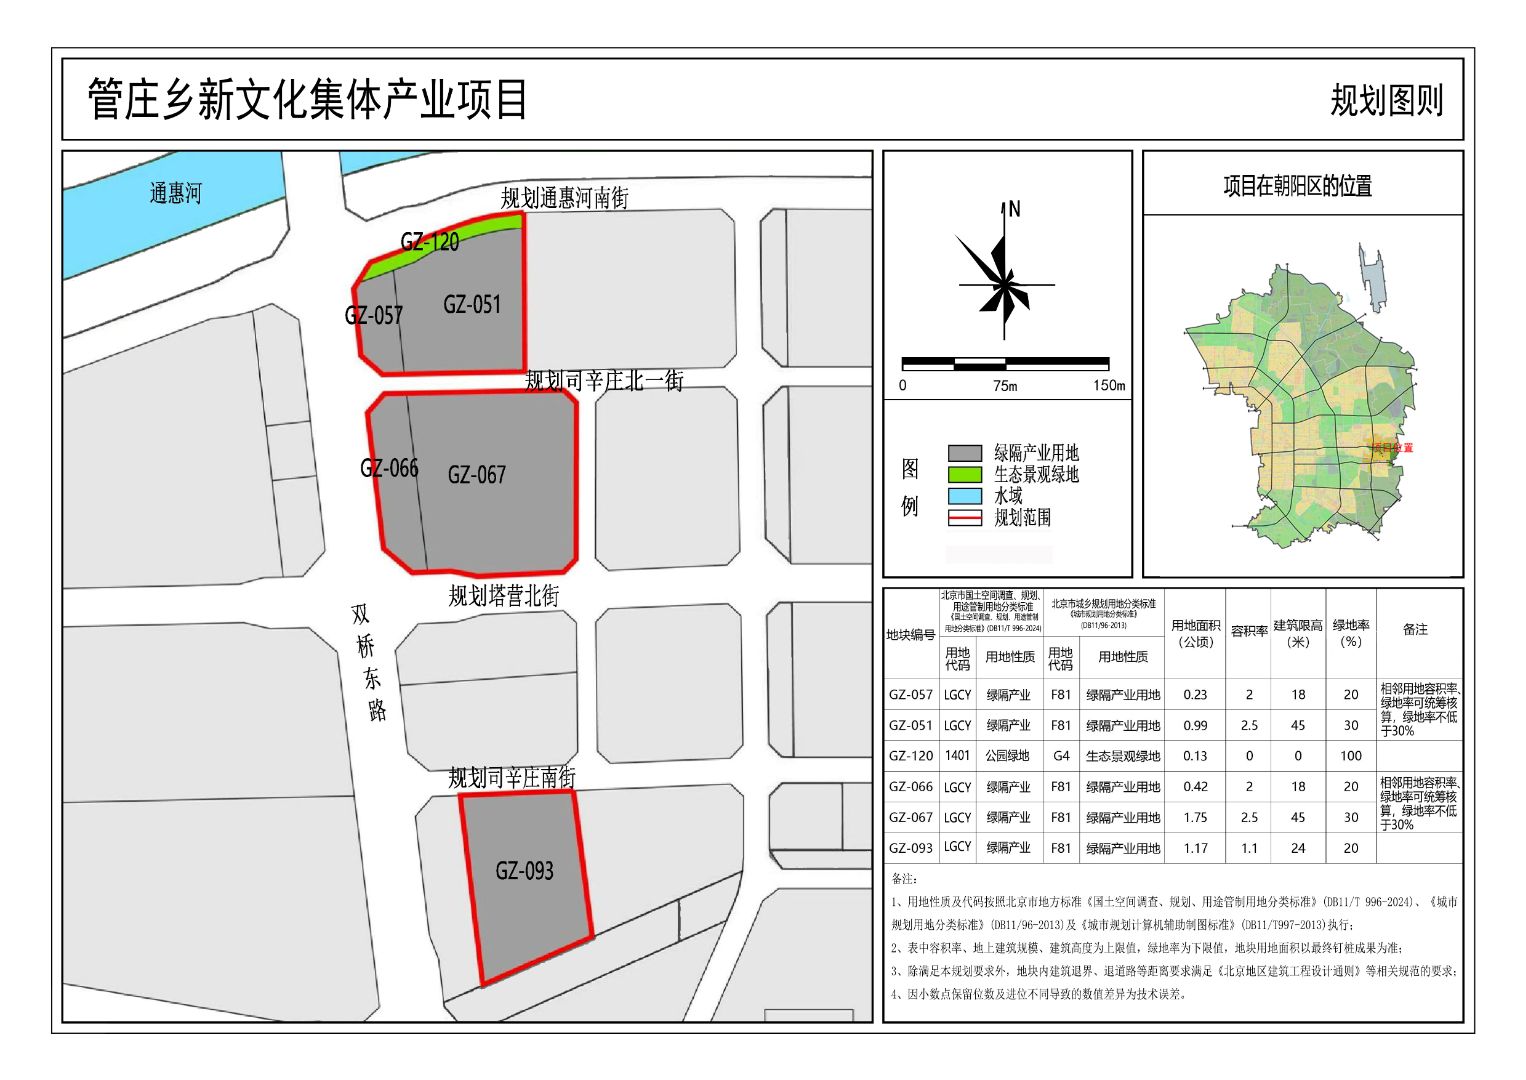 管庄乡新文化集体产业项目
规划图则
通惠河
规划通惠河南街
GZ-120
GZ-051
GZ-057
规划司辛庄北一街
GZ-066
GZ-067
规划塔营北街
双桥东路
规划司辛庄南街
GZ-093
N
0 75m 150m
图例
绿隔产业用地
生态景观绿地
水域
规划范围
项目在朝阳区的位置
项目位置
地块编号
北京市国土空间调查、规划、
用途管制用地分类标准
《国土空间调查、规划、用途管制
用地分类标准》(DB11/T 996-2024)
北京市城乡规划用地分类标准
《城市规划用地分类标准》
(DB11/96-2013)
用地面积
(公顷)
容积率
建筑限高
(米)
绿地率
(%)
备注
用地
代码
用地性质
用地
代码
用地性质
GZ-057 LGCY 绿隔产业 F81 绿隔产业用地 0.23 2 18 20
GZ-051 LGCY 绿隔产业 F81 绿隔产业用地 0.99 2.5 45 30
相邻用地容积率、
绿地率可统筹核
算，绿地率不低
于30%
GZ-120 1401 公园绿地 G4 生态景观绿地 0.13 0 0 100
GZ-066 LGCY 绿隔产业 F81 绿隔产业用地 0.42 2 18 20
GZ-067 LGCY 绿隔产业 F81 绿隔产业用地 1.75 2.5 45 30
相邻用地容积率、
绿地率可统筹核
算，绿地率不低
于30%
GZ-093 LGCY 绿隔产业 F81 绿隔产业用地 1.17 1.1 24 20
备注：
1、用地性质及代码按照北京市地方标准《国土空间调查、规划、用途管制用地分类标准》(DB11/T 996-2024)、《城市
规划用地分类标准》(DB11/96-2013)及《城市规划计算机辅助制图标准》(DB11/T997-2013)执行；
2、表中容积率、地上建筑规模、建筑高度为上限值，绿地率为下限值，地块用地面积以最终钉桩成果为准；
3、除满足本规划要求外，地块内建筑退界、退道路等距离要求满足《北京地区建筑工程设计通则》等相关规范的要求；
4、因小数点保留位数及进位不同导致的数值差异为技术误差。